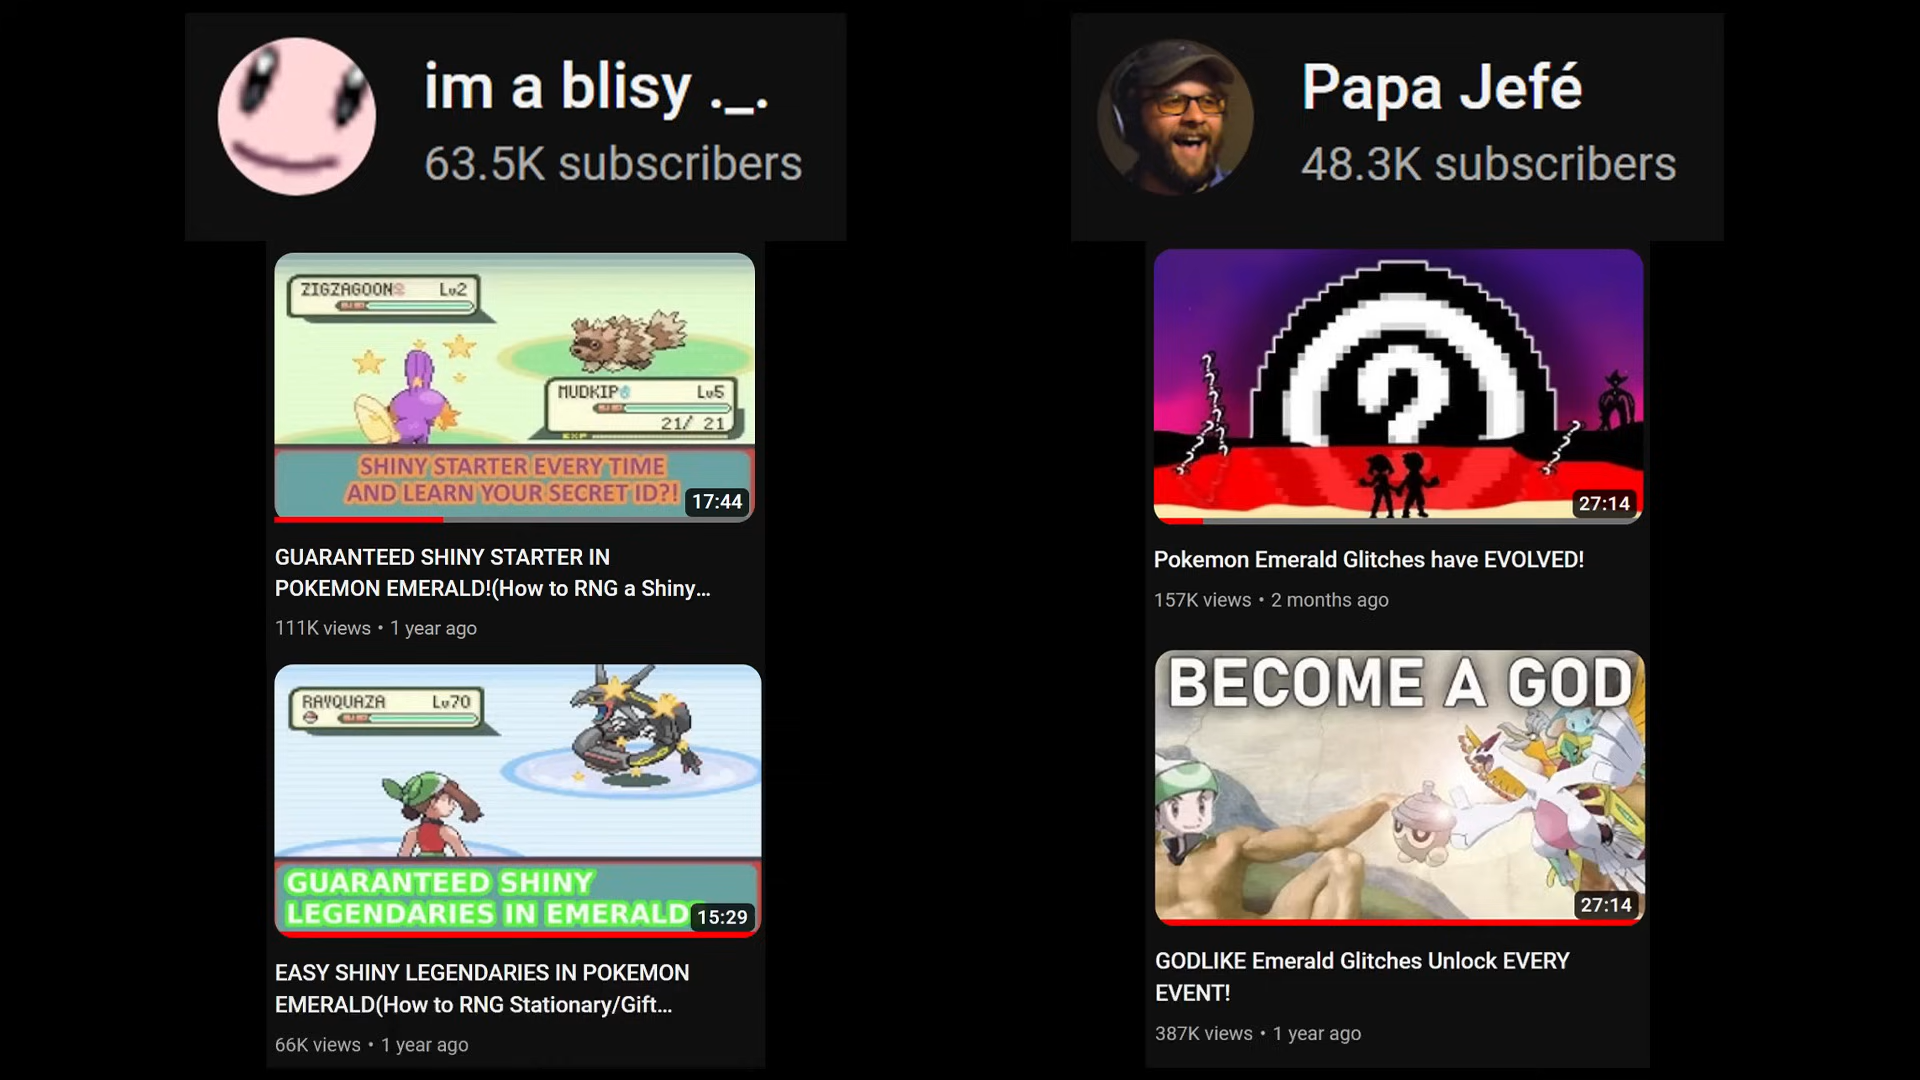 im a blisy ._.
63.5K subscribers
ZIGZAGOON♀ Lv2
MUDKIP♂ Lv5
21/ 21
EXP
SHINY STARTER EVERY TIME
AND LEARN YOUR SECRET ID?!
17:44
GUARANTEED SHINY STARTER IN
POKEMON EMERALD!(How to RNG a Shiny...
111K views • 1 year ago
RAYQUAZA Lv70
GUARANTEED SHINY
LEGENDARIES IN EMERALD
15:29
EASY SHINY LEGENDARIES IN POKEMON
EMERALD(How to RNG Stationary/Gift...
66K views • 1 year ago
Papa Jefé
48.3K subscribers
?
27:14
Pokemon Emerald Glitches have EVOLVED!
157K views • 2 months ago
BECOME A GOD
27:14
GODLIKE Emerald Glitches Unlock EVERY
EVENT!
387K views • 1 year ago